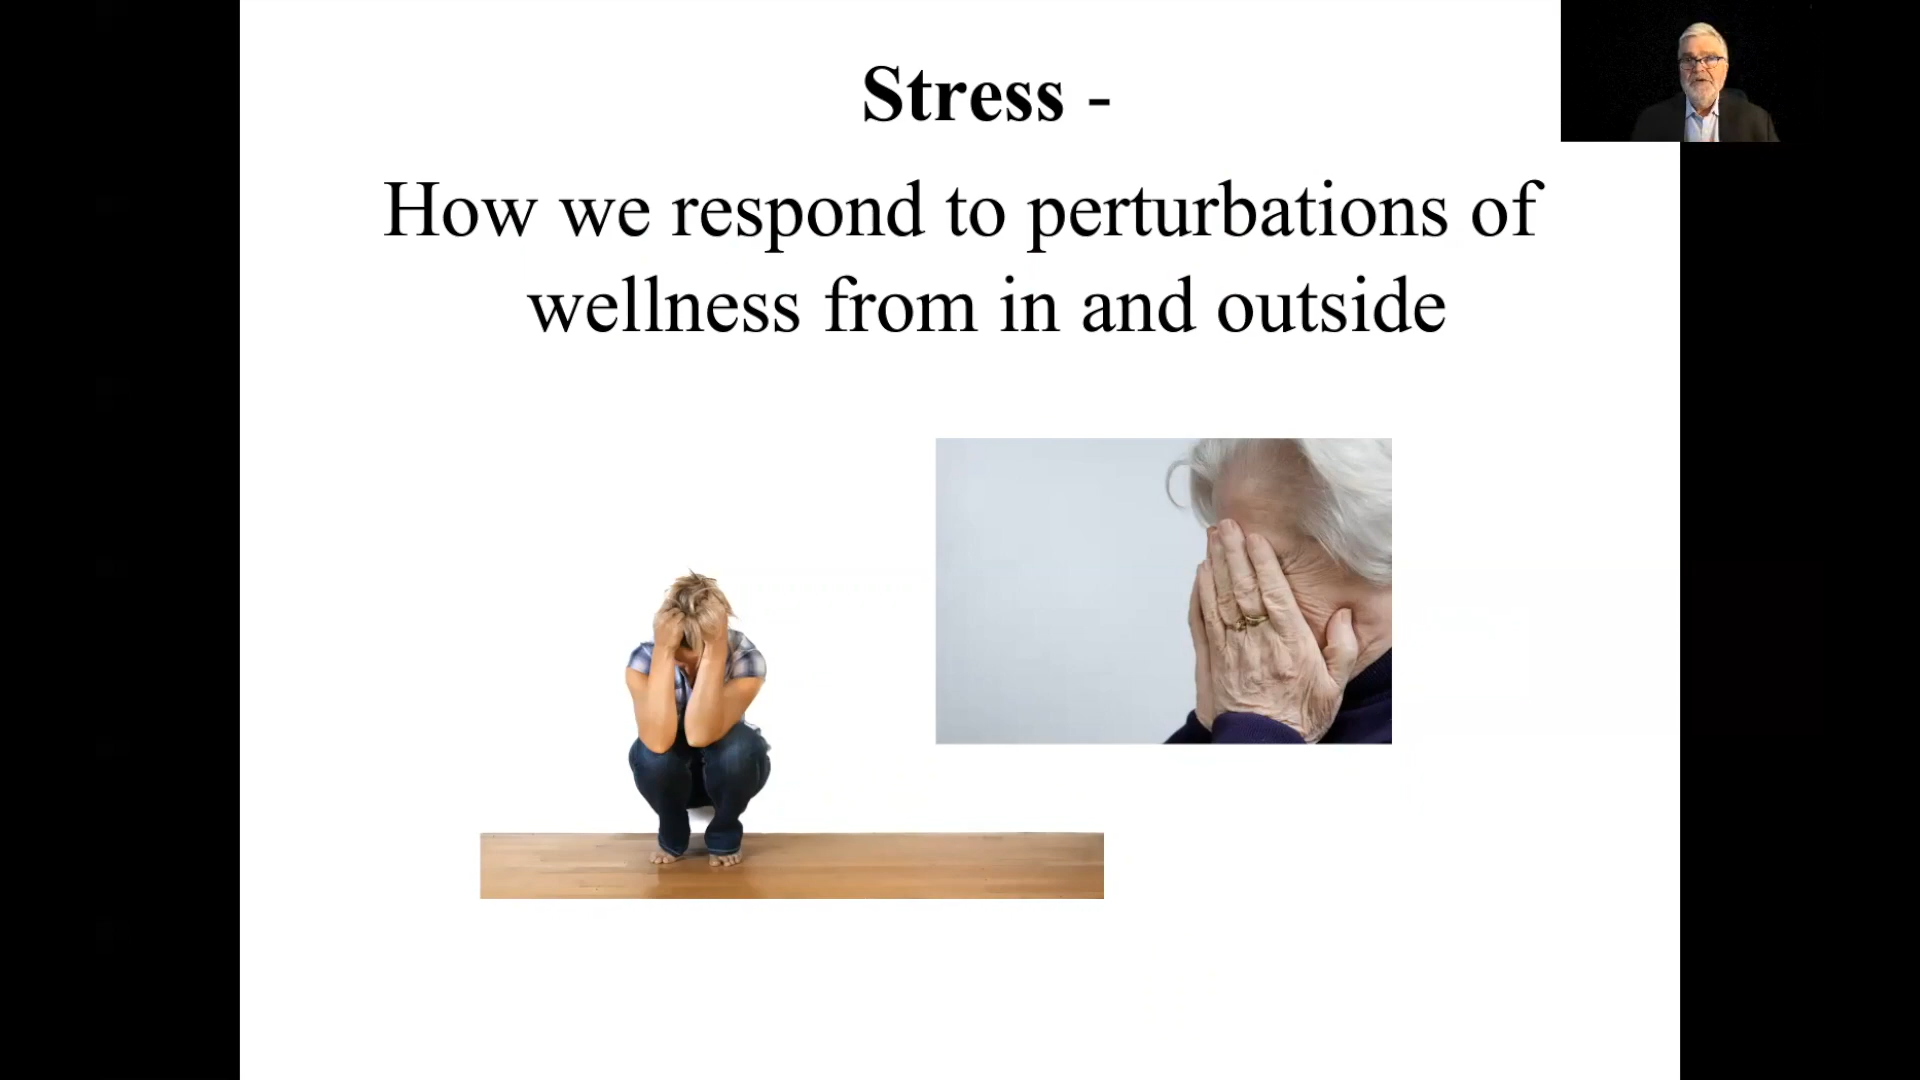 Stress -
How we respond to perturbations of
wellness from in and outside